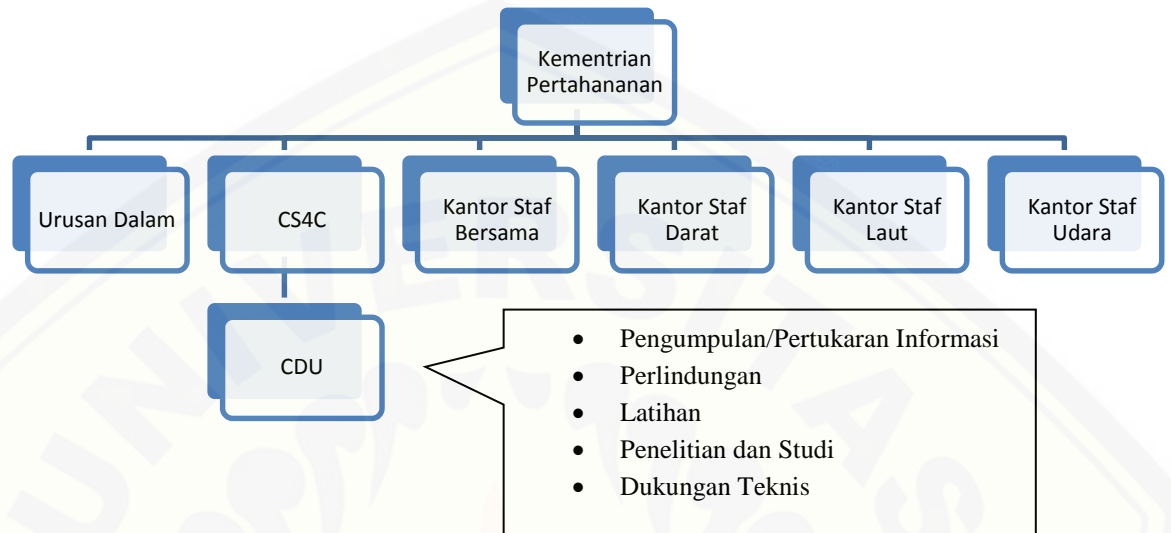 Kementrian
Pertahananan
Urusan Dalam
CS4C
Kantor Staf
Bersama
Kantor Staf
Darat
Kantor Staf
Laut
Kantor Staf
Udara
CDU
• Pengumpulan/Pertukaran Informasi
• Perlindungan
• Latihan
• Penelitian dan Studi
• Dukungan Teknis
UNIVERSITAS